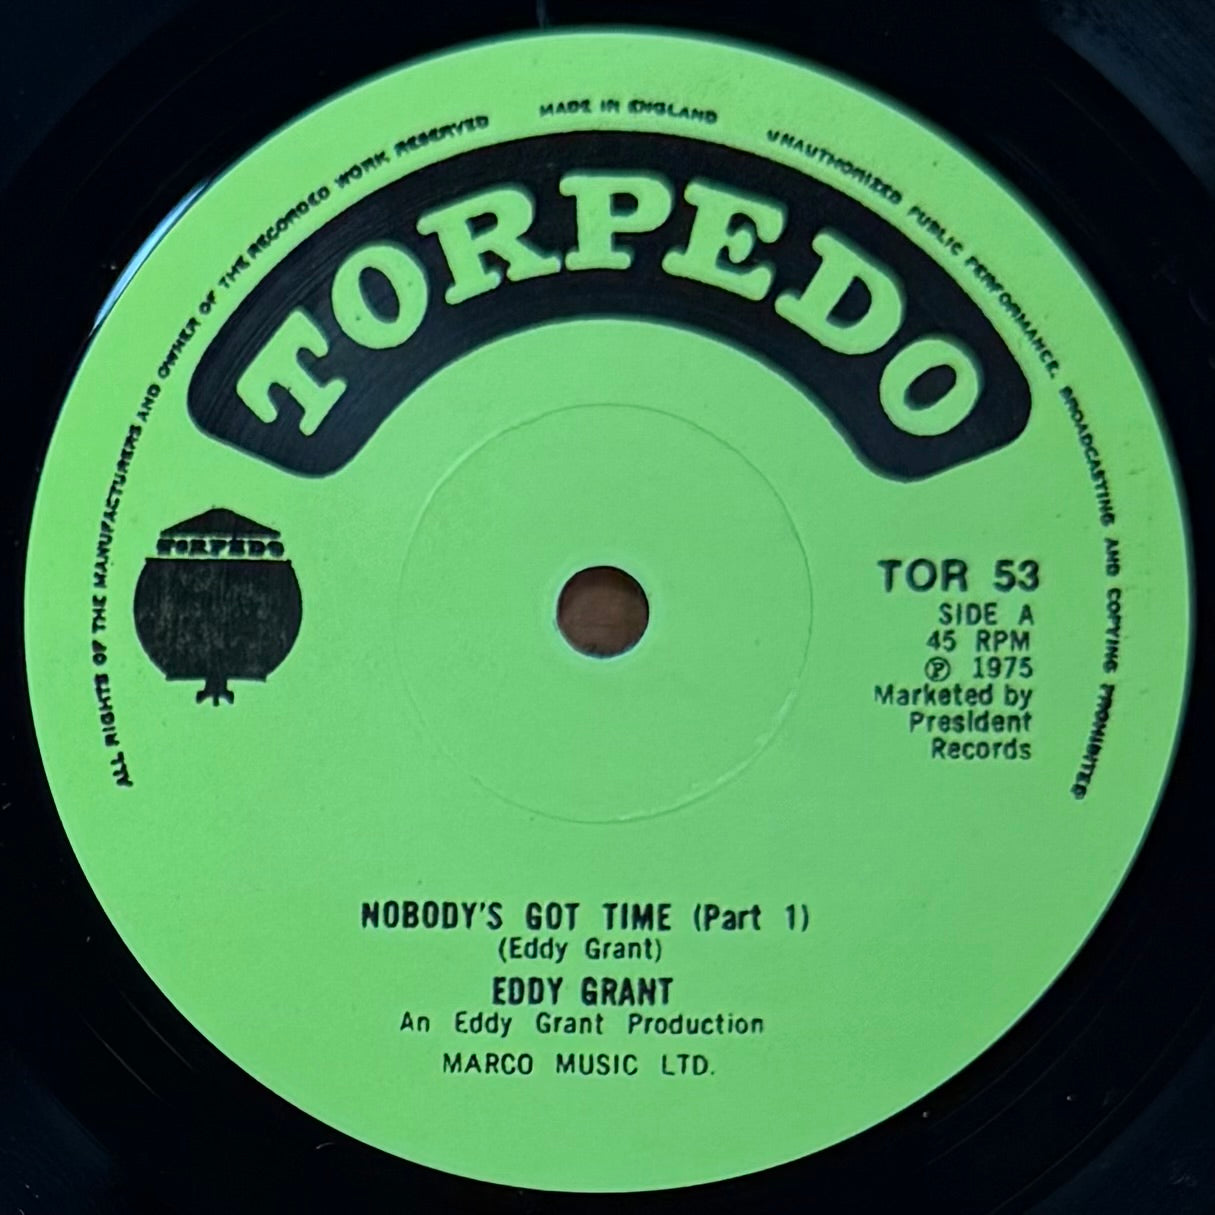 ALL RIGHTS OF THE MANUFACTURERS AND OWNER OF THE RECORDED WORK RESERVED
MADE IN ENGLAND
UNAUTHORIZED PUBLIC PERFORMANCE, BROADCASTING AND COPYING PROHIBITED
TORPEDO
TORPEDO
TOR 53
SIDE A
45 RPM
℗ 1975
Marketed by
President
Records
NOBODY'S GOT TIME (Part 1)
(Eddy Grant)
EDDY GRANT
An Eddy Grant Production
MARCO MUSIC LTD.